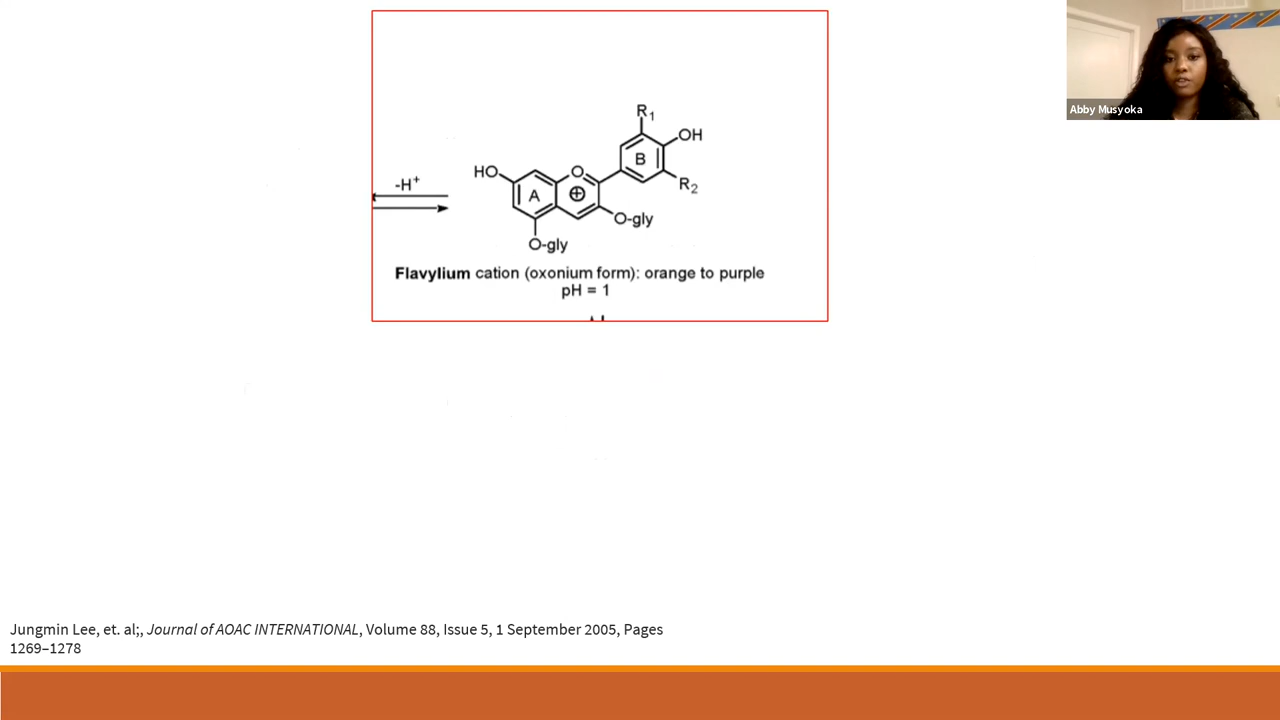 Abby Musyoka
R1
OH
B
HO
O
-H+
A
⊕
R2
O-gly
O-gly
Flavylium cation (oxonium form): orange to purple
pH = 1
Jungmin Lee, et. al;, Journal of AOAC INTERNATIONAL, Volume 88, Issue 5, 1 September 2005, Pages
1269–1278